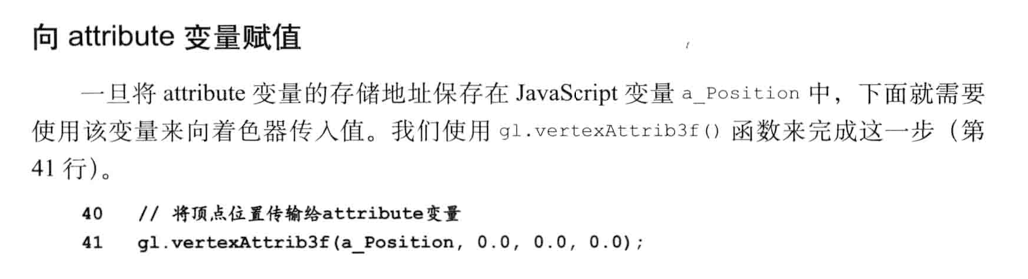 向 attribute 变量赋值
一旦将 attribute 变量的存储地址保存在 JavaScript 变量 a_Position 中，下面就需要
使用该变量来向着色器传入值。我们使用 gl.vertexAttrib3f() 函数来完成这一步（第
41 行）。
40 // 将顶点位置传输给attribute变量
41 gl.vertexAttrib3f(a_Position, 0.0, 0.0, 0.0);